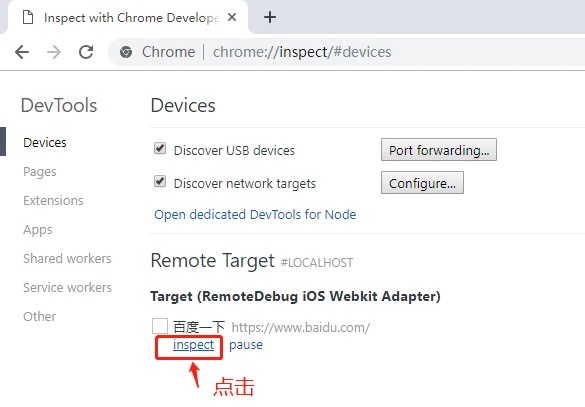 Inspect with Chrome Develope
Chrome
chrome://inspect/#devices
DevTools
Devices
Pages
Extensions
Apps
Shared workers
Service workers
Other
Devices
Discover USB devices
Port forwarding...
Discover network targets
Configure...
Open dedicated DevTools for Node
Remote Target #LOCALHOST
Target (RemoteDebug iOS Webkit Adapter)
百度一下 https://www.baidu.com/
inspect pause
点击